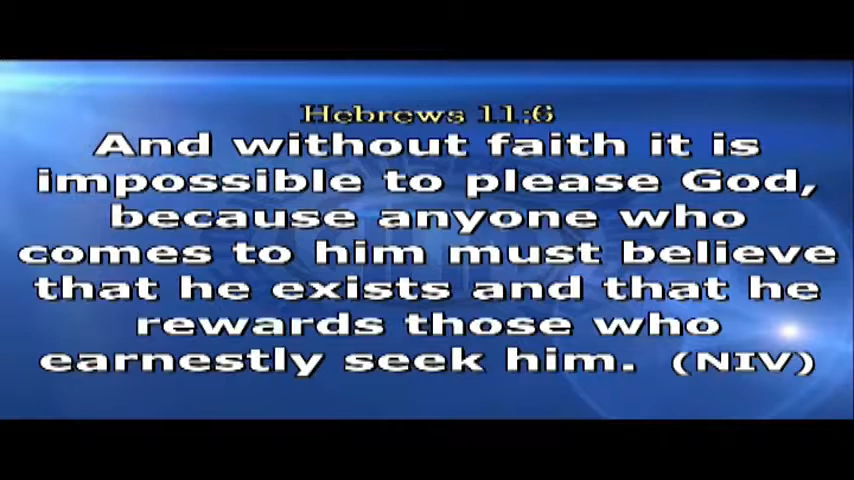 Hebrews 11:6
And without faith it is
impossible to please God,
because anyone who
comes to him must believe
that he exists and that he
rewards those who
earnestly seek him. (NIV)